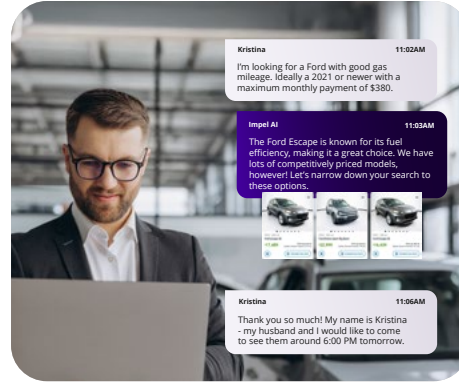 Kristina 11:02AM
I'm looking for a Ford with good gas
mileage. Ideally a 2021 or newer with a
maximum monthly payment of $380.
Impel AI 11:03AM
The Ford Escape is known for its fuel
efficiency, making it a great choice. We have
lots of competitively priced models,
however! Let's narrow down your search to
these options.
Kristina 11:06AM
Thank you so much! My name is Kristina
- my husband and I would like to come
to see them around 6:00 PM tomorrow.